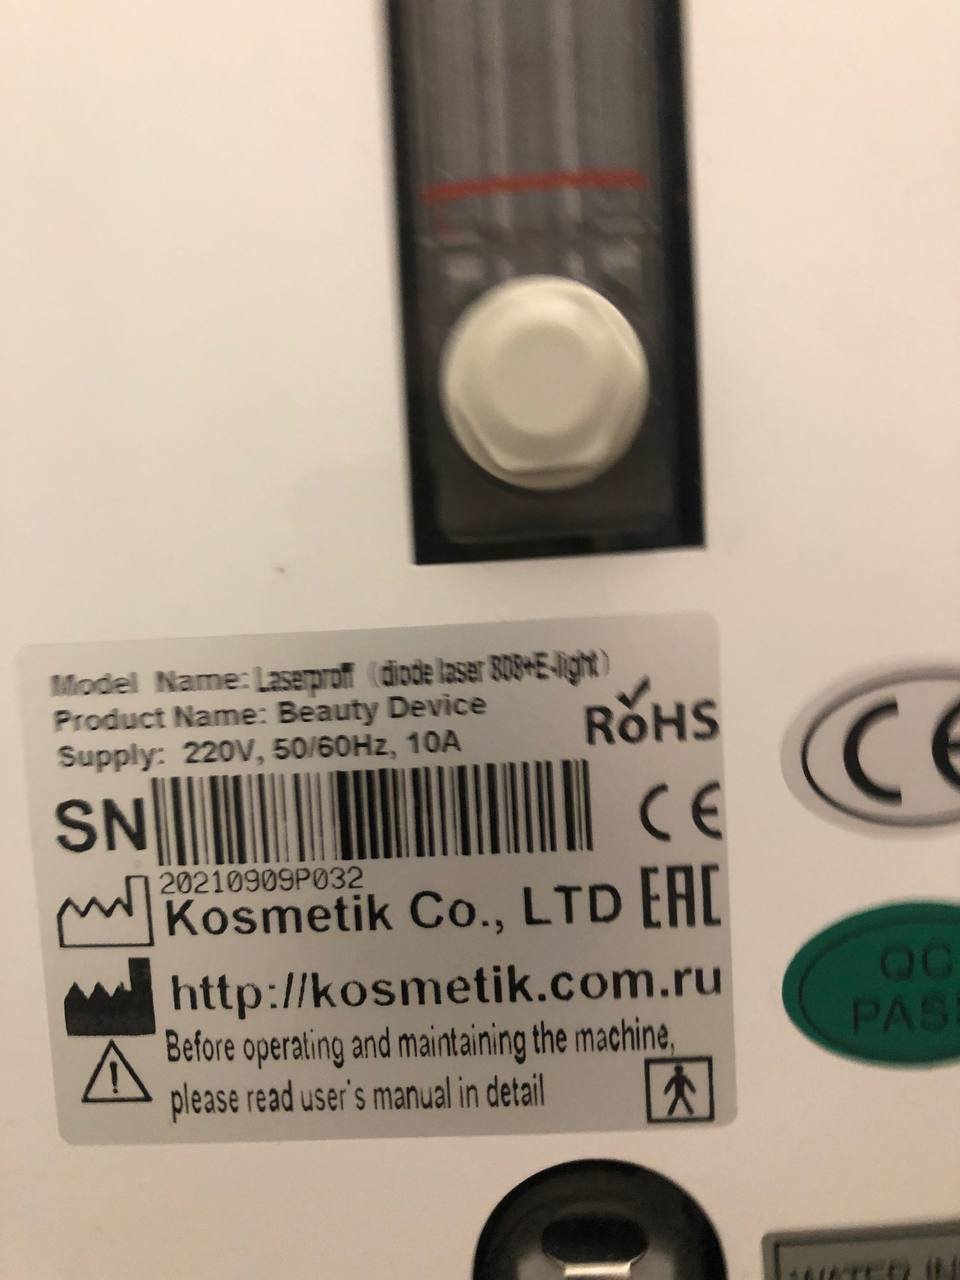 Model Name: Laserproff (diode laser 808+E-light)
Product Name: Beauty Device
Supply: 220V, 50/60Hz, 10A
RoHS
SN
CE
20210909P032
Kosmetik Co., LTD
EAC
http://kosmetik.com.ru
Before operating and maintaining the machine,
please read user's manual in detail
CE
QC
WATER IN